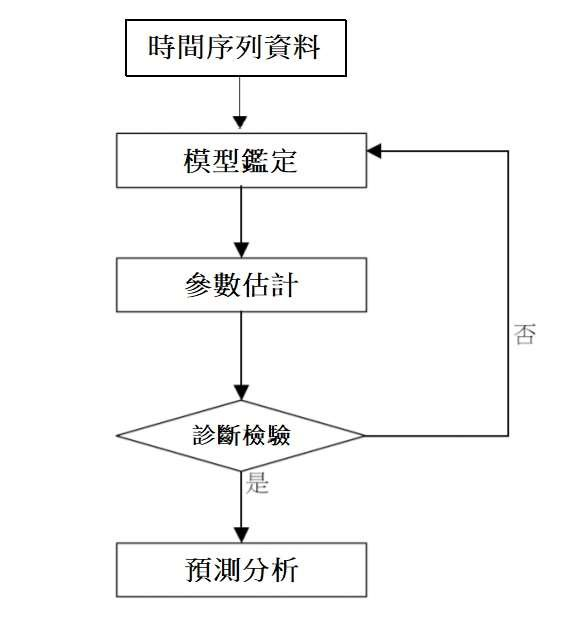 時間序列資料
模型鑑定
參數估計
否
診斷檢驗
是
預測分析